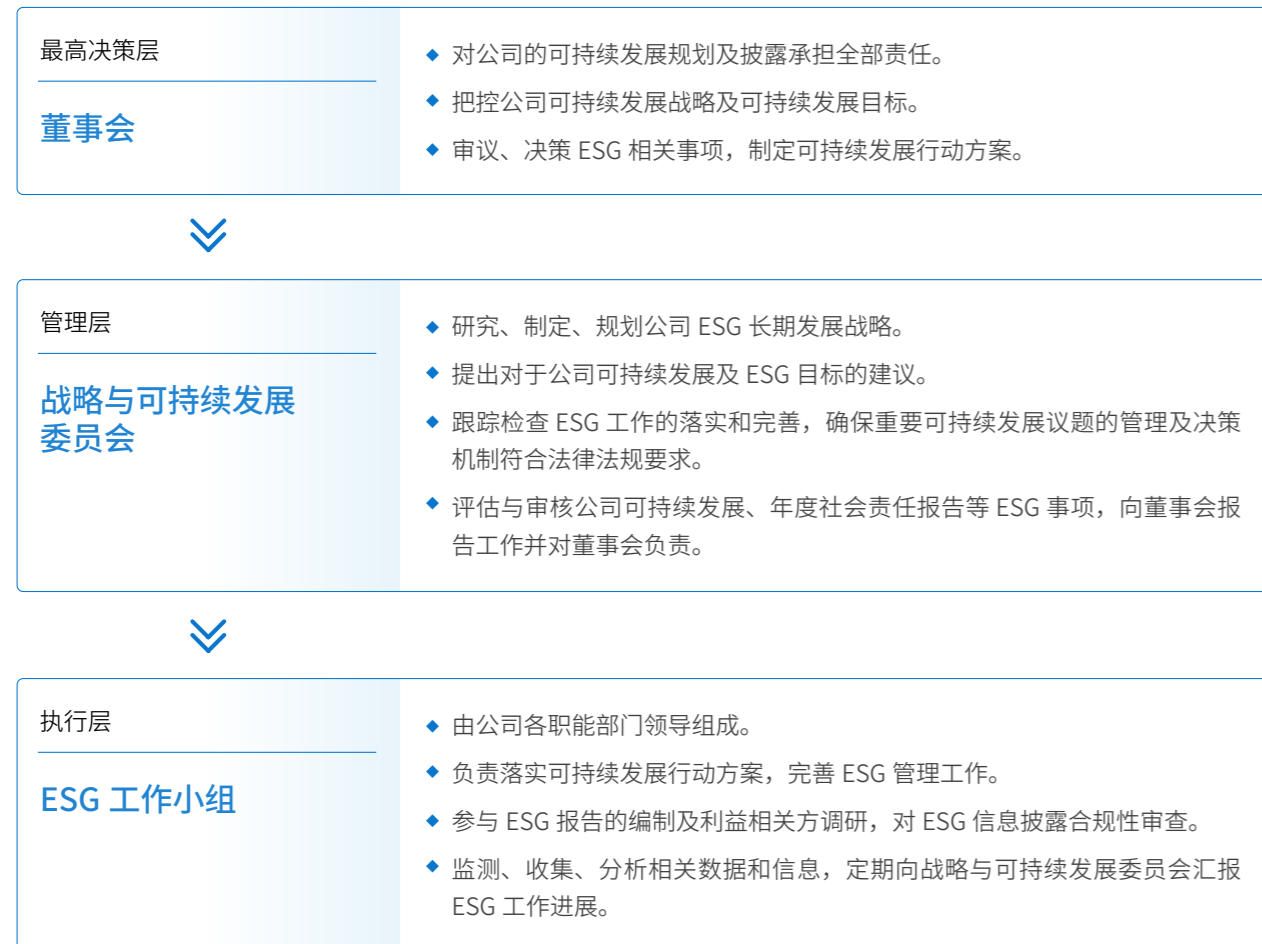 最高决策层
董事会
◆ 对公司的可持续发展规划及披露承担全部责任。
◆ 把控公司可持续发展战略及可持续发展目标。
◆ 审议、决策 ESG 相关事项，制定可持续发展行动方案。
管理层
战略与可持续发展
委员会
◆ 研究、制定、规划公司 ESG 长期发展战略。
◆ 提出对于公司可持续发展及 ESG 目标的建议。
◆ 跟踪检查 ESG 工作的落实和完善，确保重要可持续发展议题的管理及决策
机制符合法律法规要求。
◆ 评估与审核公司可持续发展、年度社会责任报告等 ESG 事项，向董事会报
告工作并对董事会负责。
执行层
ESG 工作小组
◆ 由公司各职能部门领导组成。
◆ 负责落实可持续发展行动方案，完善 ESG 管理工作。
◆ 参与 ESG 报告的编制及利益相关方调研，对 ESG 信息披露合规性审查。
◆ 监测、收集、分析相关数据和信息，定期向战略与可持续发展委员会汇报
ESG 工作进展。